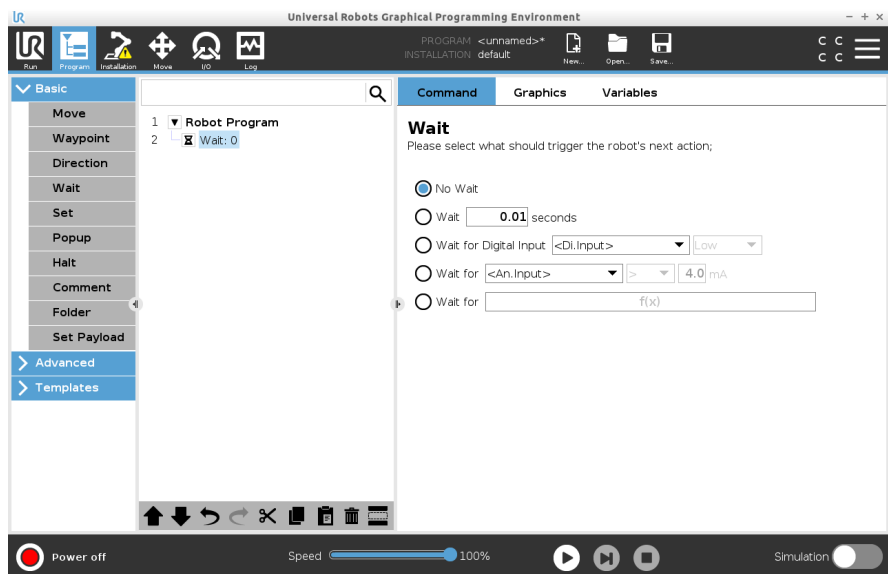 Universal Robots Graphical Programming Environment
UR
Run
Program
Installation
Move
I/O
Log
PROGRAM <unnamed>*
INSTALLATION default
New...
Open...
Save...
C C
C C
Basic
Move
Waypoint
Direction
Wait
Set
Popup
Halt
Comment
Folder
Set Payload
Advanced
Templates
1 Robot Program
2 Wait: 0
Command Graphics Variables
Wait
Please select what should trigger the robot's next action;
No Wait
Wait 0.01 seconds
Wait for Digital Input <Di.Input> Low
Wait for <An.Input> > 4.0 mA
Wait for f(x)
Power off
Speed 100%
Simulation